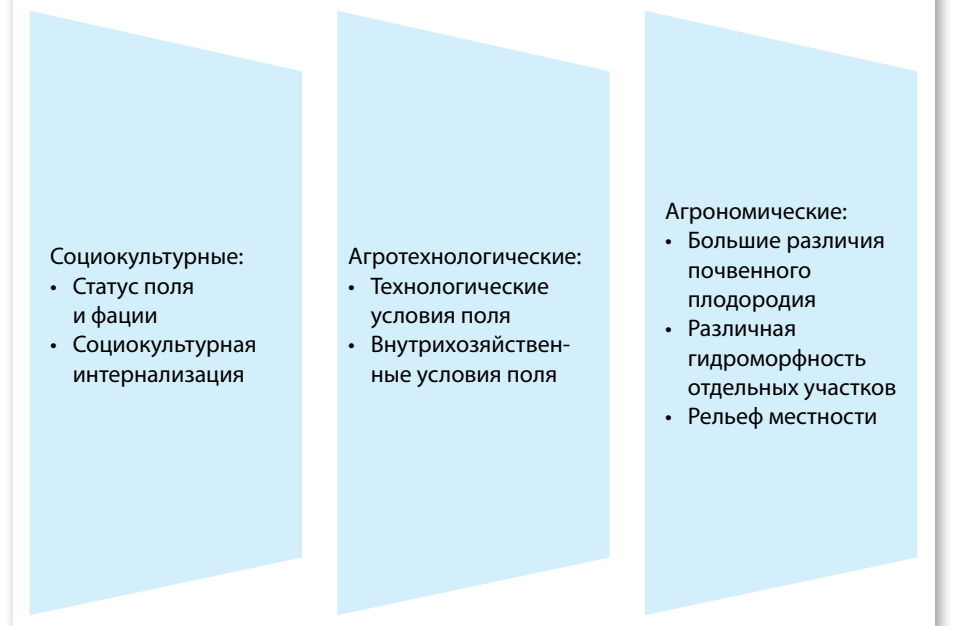 Социокультурные:
• Статус поля
и фации
• Социокультурная
интернализация
Агротехнологические:
• Технологические
условия поля
• Внутрихозяйствен-
ные условия поля
Агрономические:
• Большие различия
почвенного
плодородия
• Различная
гидроморфность
отдельных участков
• Рельеф местности